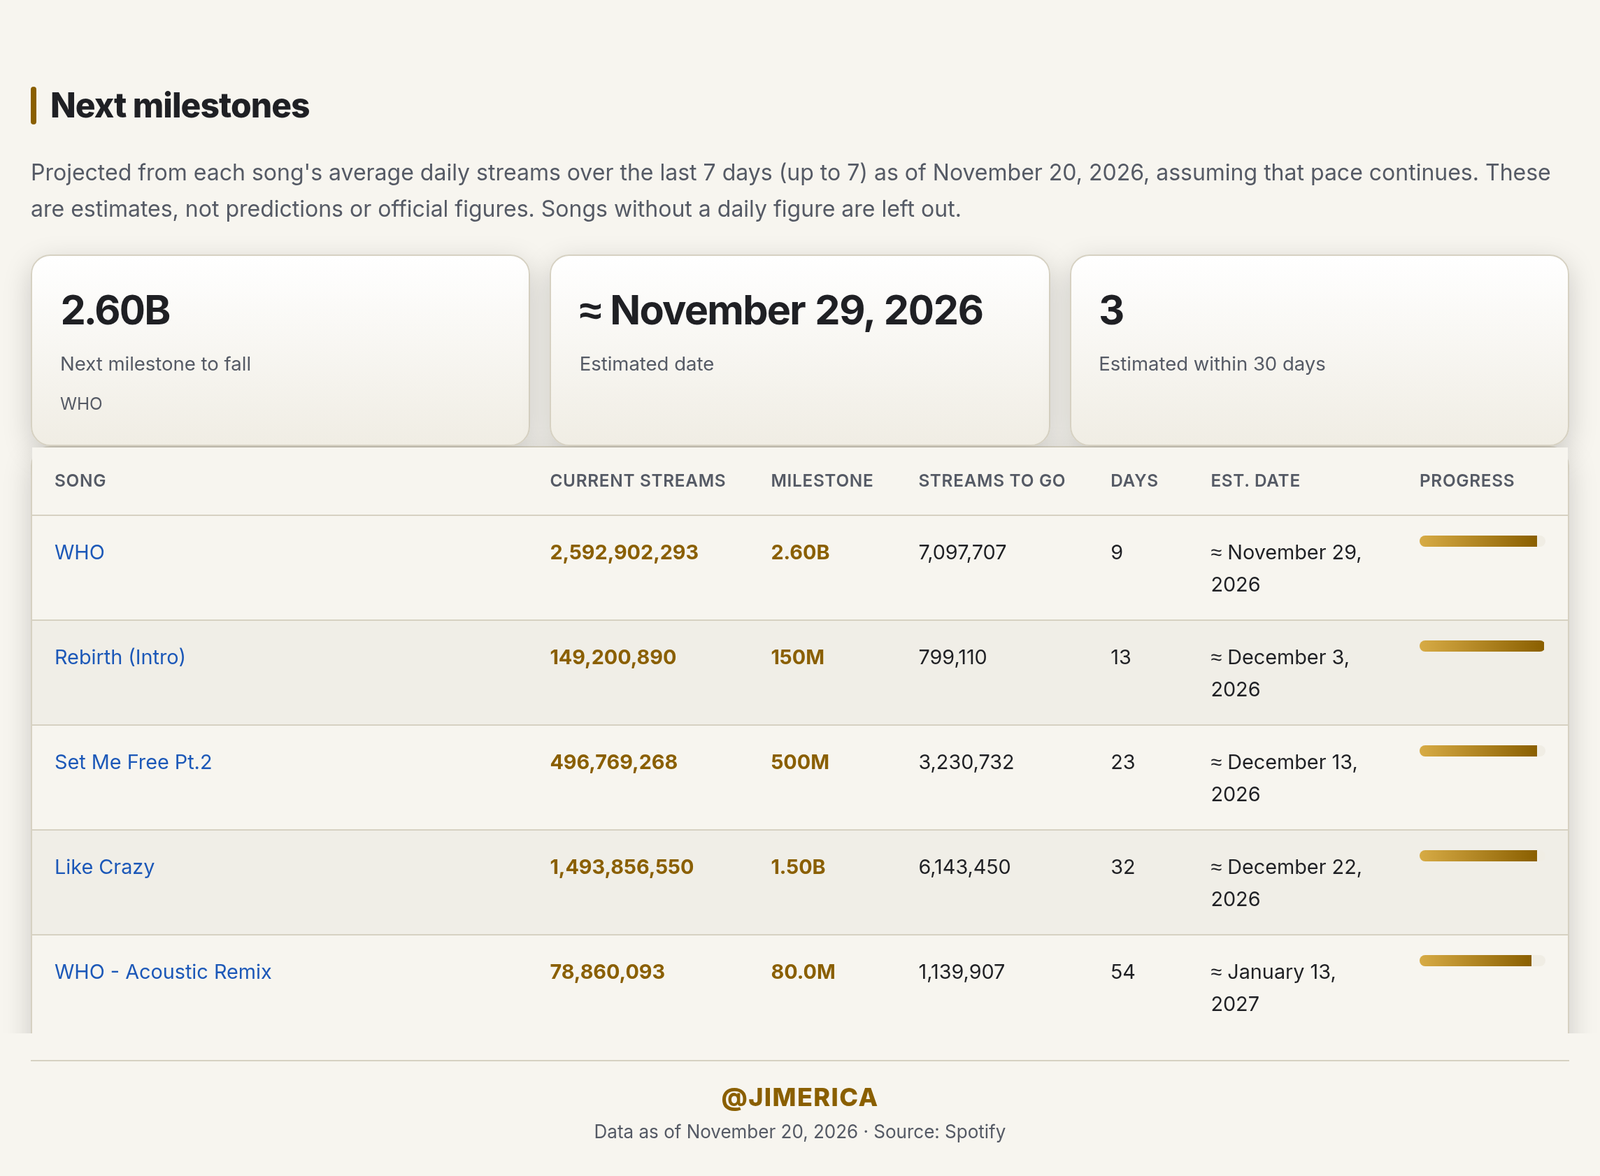 Next milestones
Projected from each song's average daily streams over the last 7 days (up to 7) as of November 20, 2026, assuming that pace continues. These
are estimates, not predictions or official figures. Songs without a daily figure are left out.
2.60B
Next milestone to fall
WHO
≈ November 29, 2026
Estimated date
3
Estimated within 30 days
SONG CURRENT STREAMS MILESTONE STREAMS TO GO DAYS EST. DATE PROGRESS
WHO 2,592,902,293 2.60B 7,097,707 9 ≈ November 29,
2026
Rebirth (Intro) 149,200,890 150M 799,110 13 ≈ December 3,
2026
Set Me Free Pt.2 496,769,268 500M 3,230,732 23 ≈ December 13,
2026
Like Crazy 1,493,856,550 1.50B 6,143,450 32 ≈ December 22,
2026
WHO - Acoustic Remix 78,860,093 80.0M 1,139,907 54 ≈ January 13,
2027
@JIMERICA
Data as of November 20, 2026 · Source: Spotify